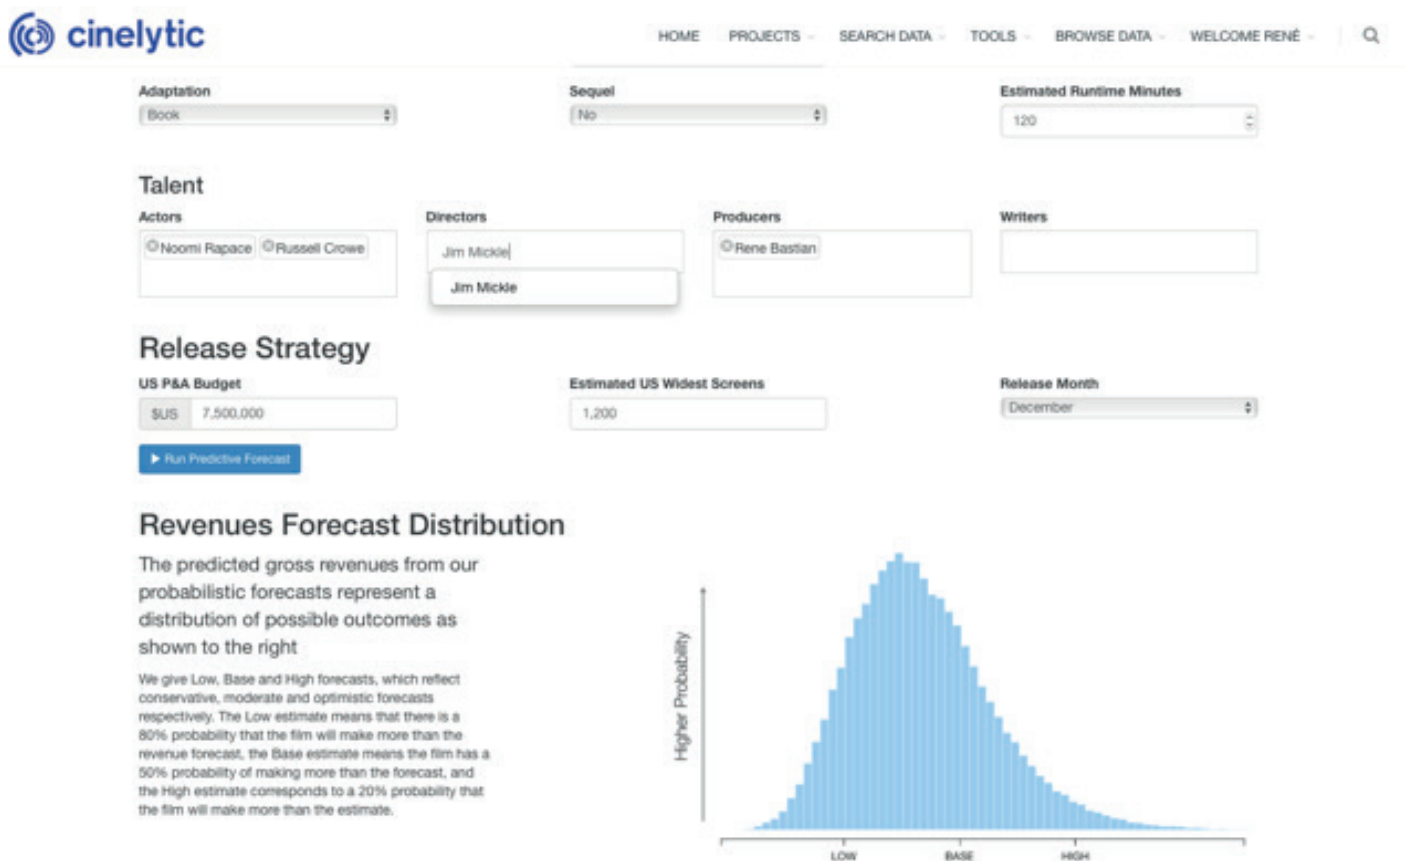 cinelytic
HOME PROJECTS SEARCH DATA TOOLS BROWSE DATA WELCOME RENÉ
Adaptation Sequel Estimated Runtime Minutes
Book No 120
Talent
Actors Directors Producers Writers
Noomi Rapace Russell Crowe Jim Mickle Rene Bastian
Jim Mickle
Release Strategy
US P&A Budget Estimated US Widest Screens Release Month
$US 7,500,000 1,200 December
Run Predictive Forecast
Revenues Forecast Distribution
The predicted gross revenues from our
probabilistic forecasts represent a
distribution of possible outcomes as
shown to the right
We give Low, Base and High forecasts, which reflect
conservative, moderate and optimistic forecasts
respectively. The Low estimate means that there is a
80% probability that the film will make more than the
revenue forecast, the Base estimate means the film has a
50% probability of making more than the forecast, and
the High estimate corresponds to a 20% probability that
the film will make more than the estimate.
Higher Probability
LOW BASE HIGH